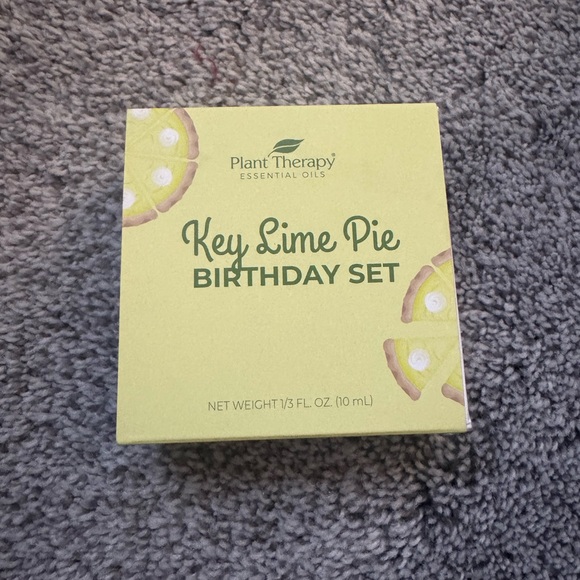 Plant Therapy®
ESSENTIAL OILS
Key Lime Pie
BIRTHDAY SET
NET WEIGHT 1/3 FL. OZ. (10 mL)